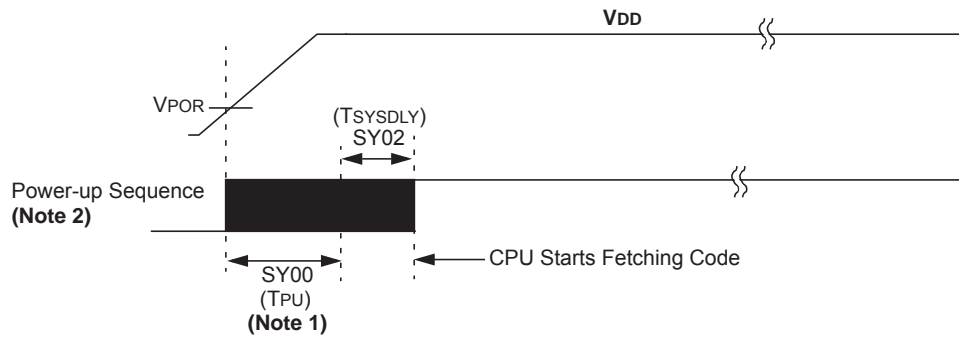 VDD
VPOR
(TSYSDLY)
SY02
Power-up Sequence
(Note 2)
CPU Starts Fetching Code
SY00
(TPU)
(Note 1)